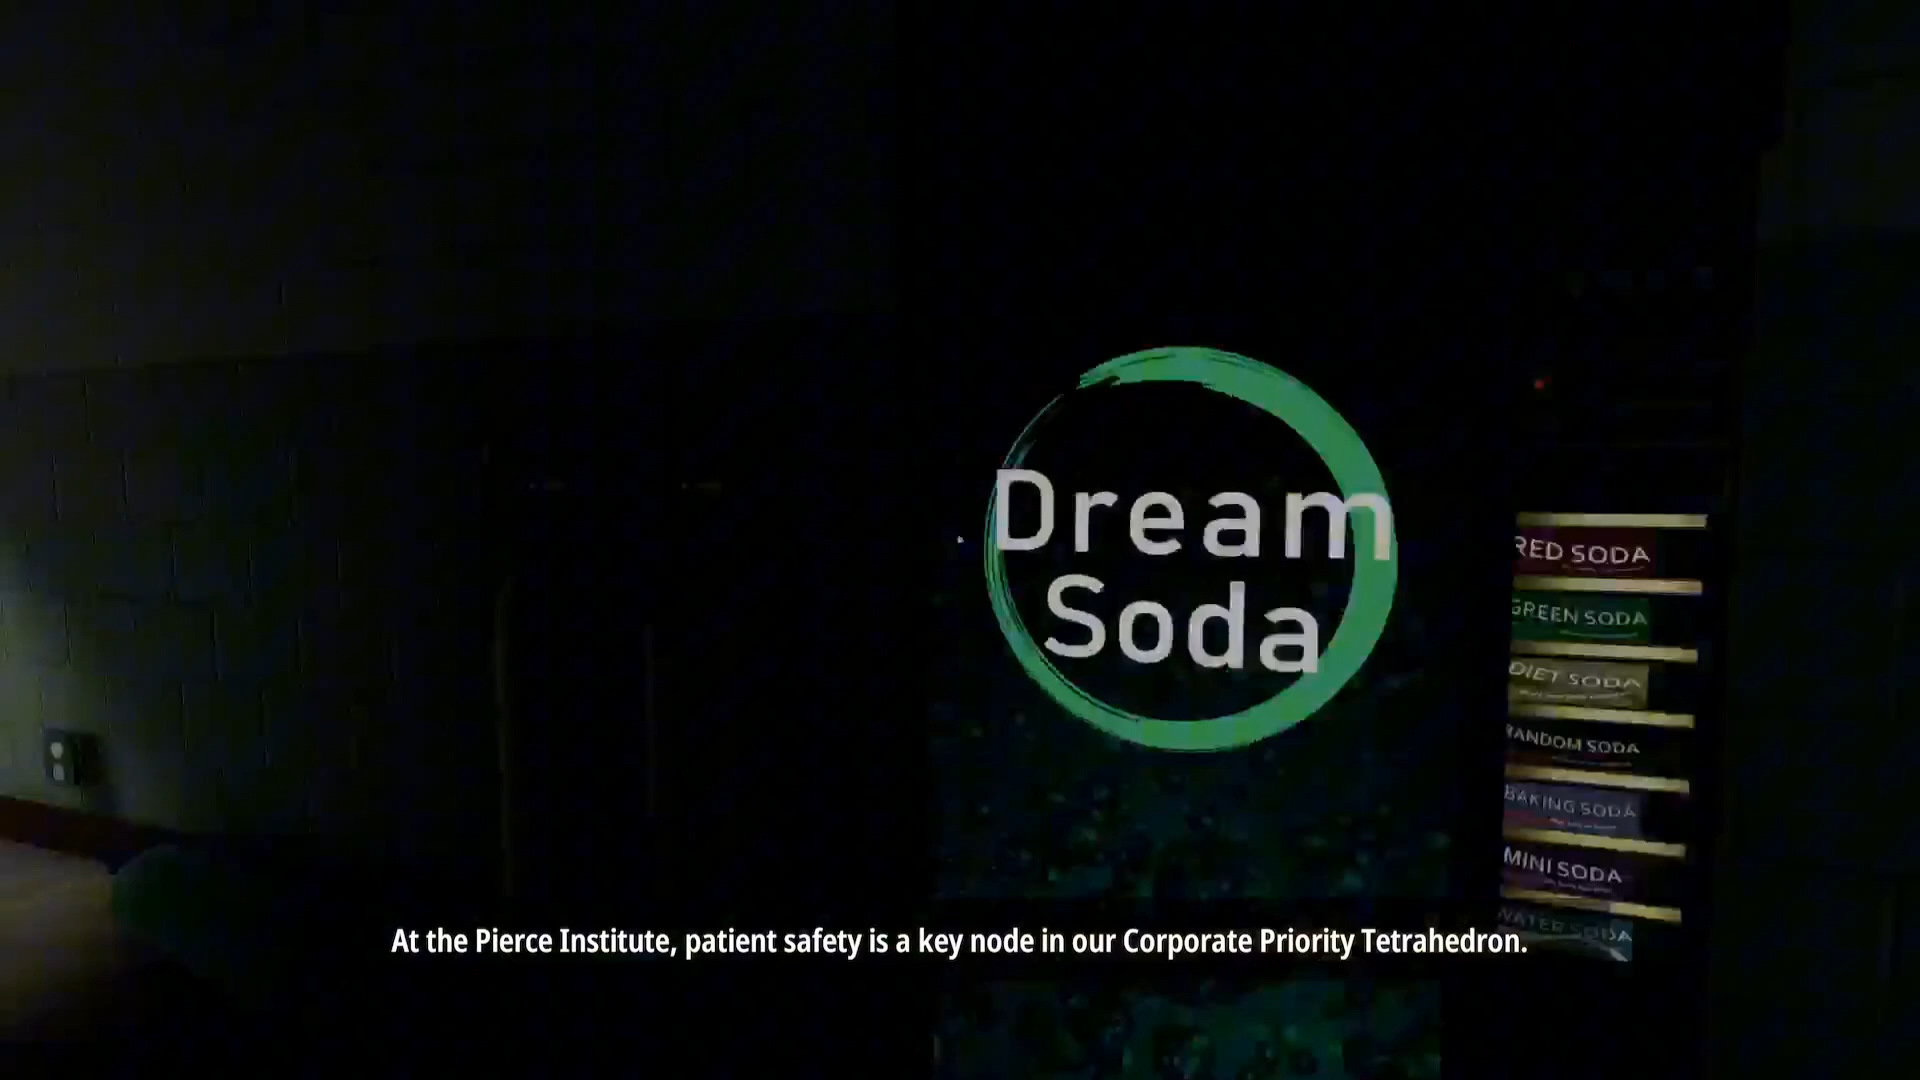 Dream
Soda
RED SODA
GREEN SODA
DIET SODA
RANDOM SODA
BAKING SODA
MINI SODA
WATER SODA
At the Pierce Institute, patient safety is a key node in our Corporate Priority Tetrahedron.